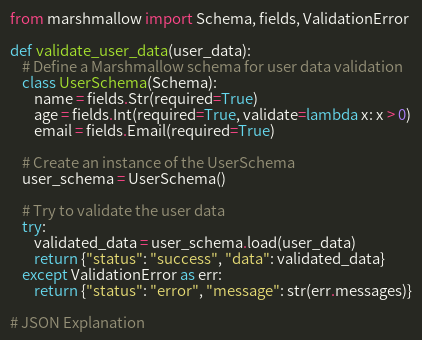 from marshmallow import Schema, fields, ValidationError

def validate_user_data(user_data):
    # Define a Marshmallow schema for user data validation
    class UserSchema(Schema):
        name = fields.Str(required=True)
        age = fields.Int(required=True, validate=lambda x: x > 0)
        email = fields.Email(required=True)

    # Create an instance of the UserSchema
    user_schema = UserSchema()

    # Try to validate the user data
    try:
        validated_data = user_schema.load(user_data)
        return {"status": "success", "data": validated_data}
    except ValidationError as err:
        return {"status": "error", "message": str(err.messages)}

# JSON Explanation